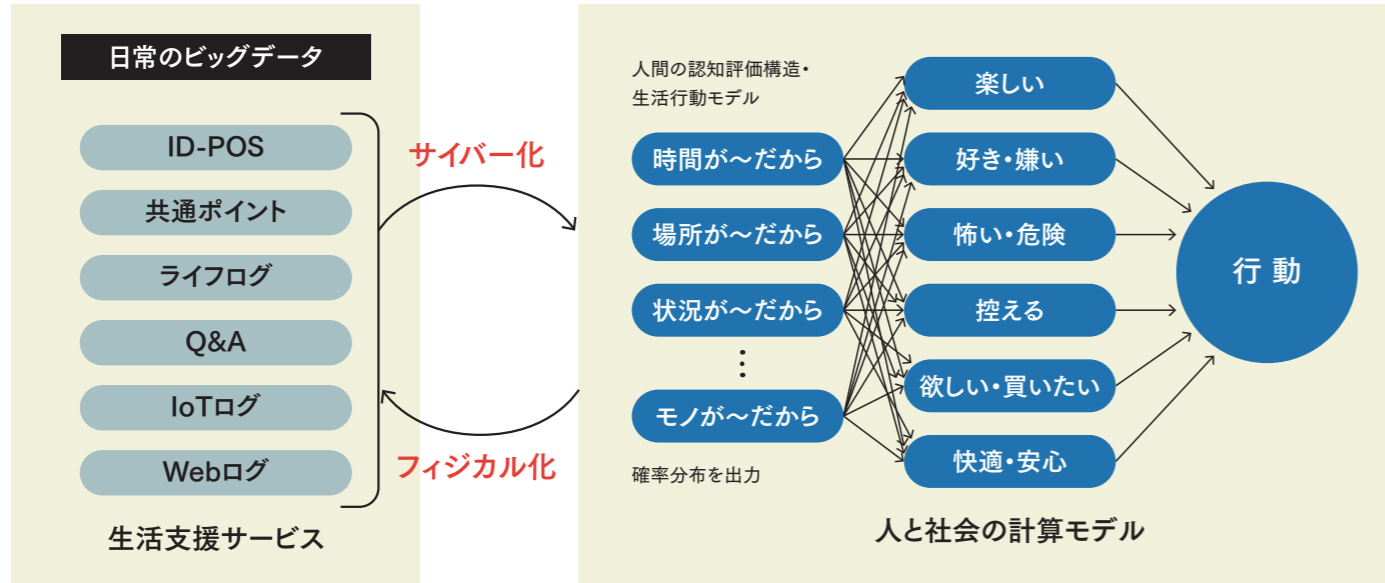 日常のビッグデータ
ID-POS
共通ポイント
ライフログ
Q&A
IoTログ
Webログ
生活支援サービス
サイバー化
フィジカル化
人間の認知評価構造・
生活行動モデル
時間が〜だから
場所が〜だから
状況が〜だから
⋮
モノが〜だから
確率分布を出力
楽しい
好き・嫌い
怖い・危険
控える
欲しい・買いたい
快適・安心
行動
人と社会の計算モデル